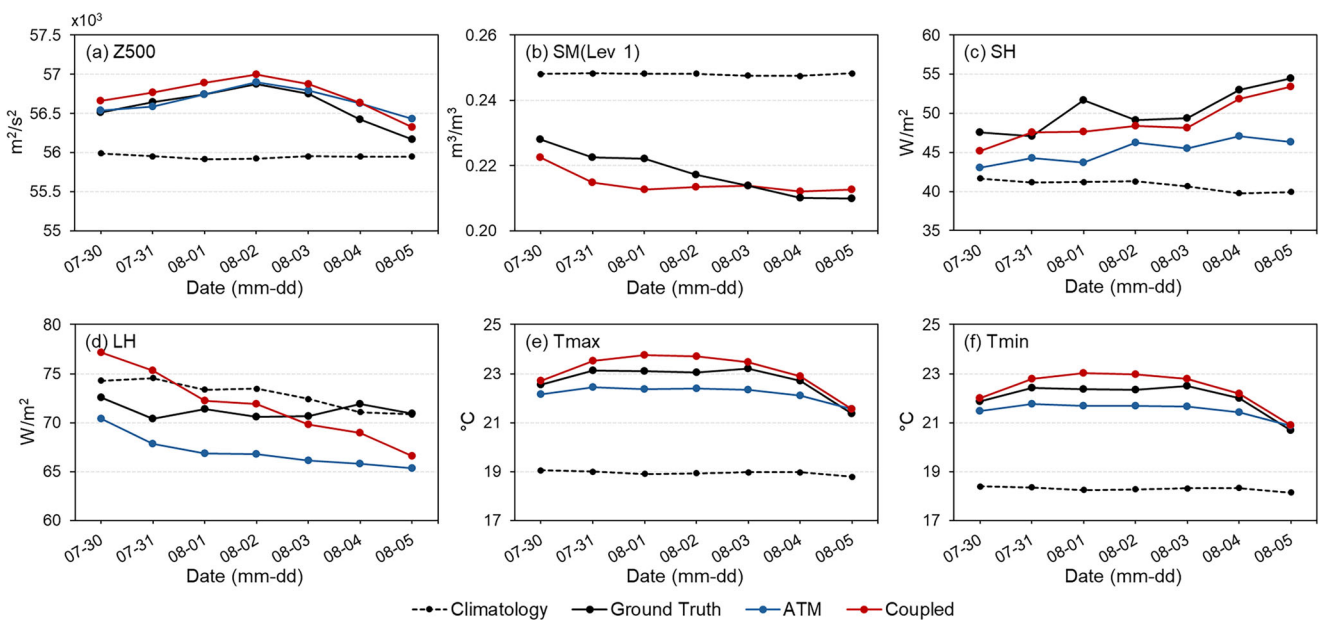 x10³
(a) Z500
57.5
57
56.5
56
55.5
55
m²/s²
07-30 07-31 08-01 08-02 08-03 08-04 08-05
Date (mm-dd)
(b) SM(Lev 1)
0.26
0.24
0.22
0.20
m³/m³
07-30 07-31 08-01 08-02 08-03 08-04 08-05
Date (mm-dd)
(c) SH
60
55
50
45
40
35
W/m²
07-30 07-31 08-01 08-02 08-03 08-04 08-05
Date (mm-dd)
(d) LH
80
75
70
65
60
W/m²
07-30 07-31 08-01 08-02 08-03 08-04 08-05
Date (mm-dd)
(e) Tmax
25
23
21
19
17
°C
07-30 07-31 08-01 08-02 08-03 08-04 08-05
Date (mm-dd)
(f) Tmin
25
23
21
19
17
°C
07-30 07-31 08-01 08-02 08-03 08-04 08-05
Date (mm-dd)
Climatology Ground Truth ATM Coupled